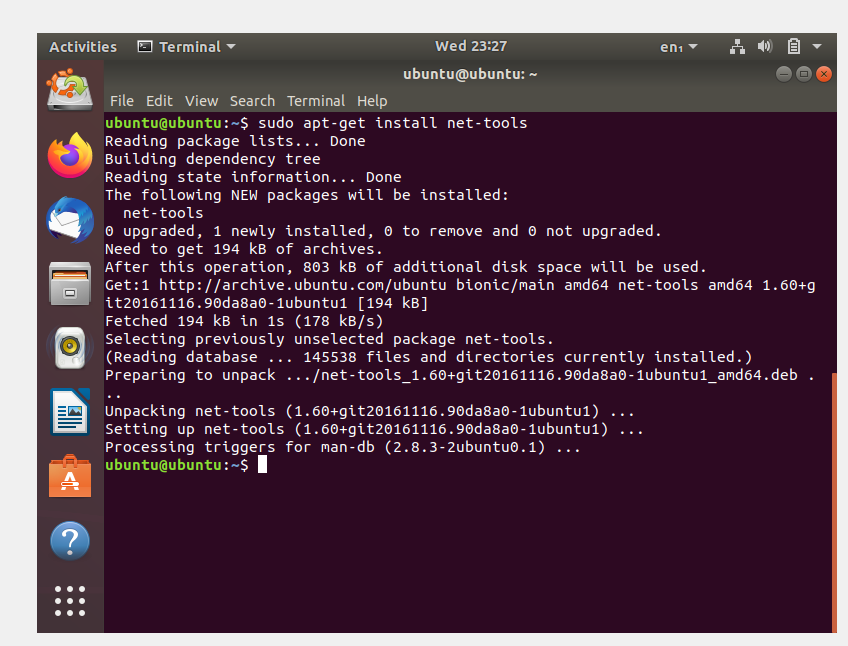 Activities Terminal Wed 23:27 en₁
ubuntu@ubuntu: ~
File Edit View Search Terminal Help
ubuntu@ubuntu:~$ sudo apt-get install net-tools
Reading package lists... Done
Building dependency tree
Reading state information... Done
The following NEW packages will be installed:
  net-tools
0 upgraded, 1 newly installed, 0 to remove and 0 not upgraded.
Need to get 194 kB of archives.
After this operation, 803 kB of additional disk space will be used.
Get:1 http://archive.ubuntu.com/ubuntu bionic/main amd64 net-tools amd64 1.60+g
it20161116.90da8a0-1ubuntu1 [194 kB]
Fetched 194 kB in 1s (178 kB/s)
Selecting previously unselected package net-tools.
(Reading database ... 145538 files and directories currently installed.)
Preparing to unpack .../net-tools_1.60+git20161116.90da8a0-1ubuntu1_amd64.deb .
..
Unpacking net-tools (1.60+git20161116.90da8a0-1ubuntu1) ...
Setting up net-tools (1.60+git20161116.90da8a0-1ubuntu1) ...
Processing triggers for man-db (2.8.3-2ubuntu0.1) ...
ubuntu@ubuntu:~$